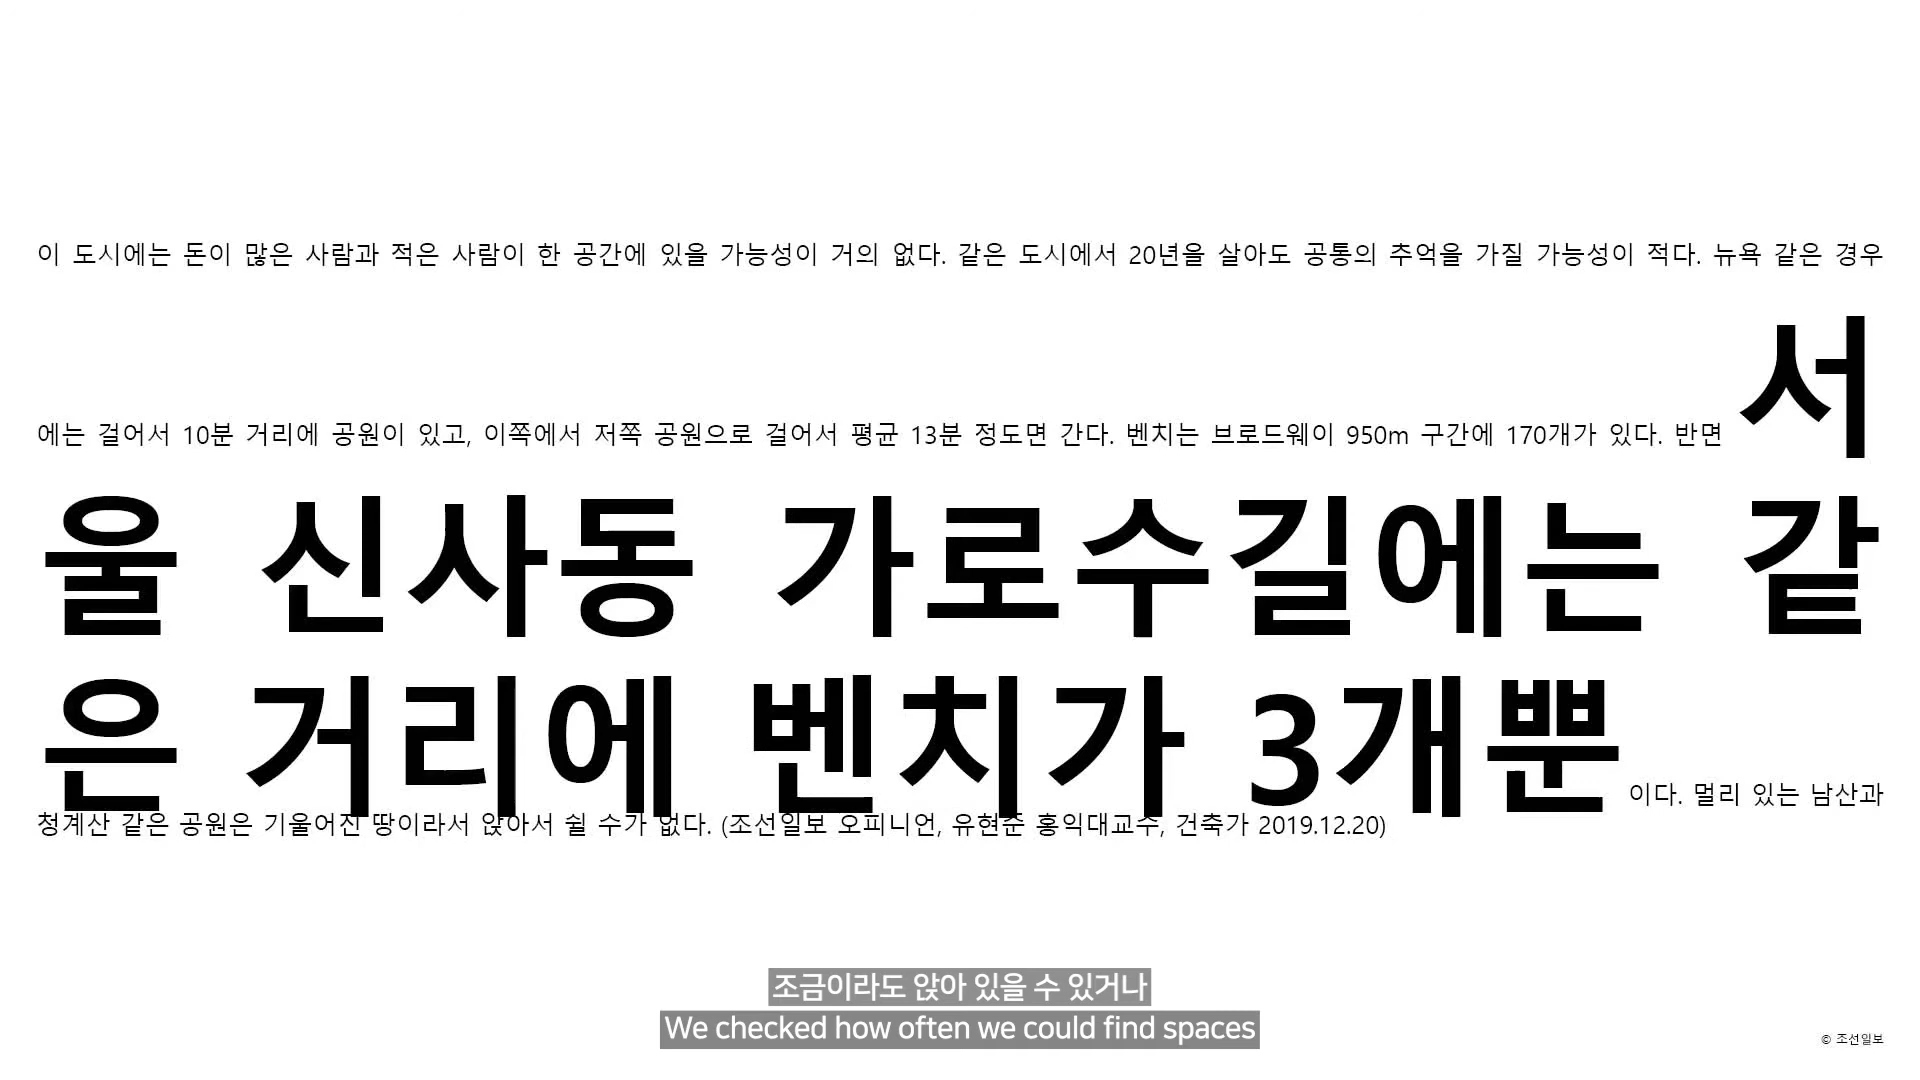 이 도시에는 돈이 많은 사람과 적은 사람이 한 공간에 있을 가능성이 거의 없다. 같은 도시에서 20년을 살아도 공통의 추억을 가질 가능성이 적다. 뉴욕 같은 경우
에는 걸어서 10분 거리에 공원이 있고, 이쪽에서 저쪽 공원으로 걸어서 평균 13분 정도면 간다. 벤치는 브로드웨이 950m 구간에 170개가 있다. 반면 서
울 신사동 가로수길에는 같
은 거리에 벤치가 3개뿐이다. 멀리 있는 남산과
청계산 같은 공원은 기울어진 땅이라서 앉아서 쉴 수가 없다. (조선일보 오피니언, 유현준 홍익대교수, 건축가 2019.12.20)
조금이라도 앉아 있을 수 있거나
We checked how often we could find spaces
© 조선일보